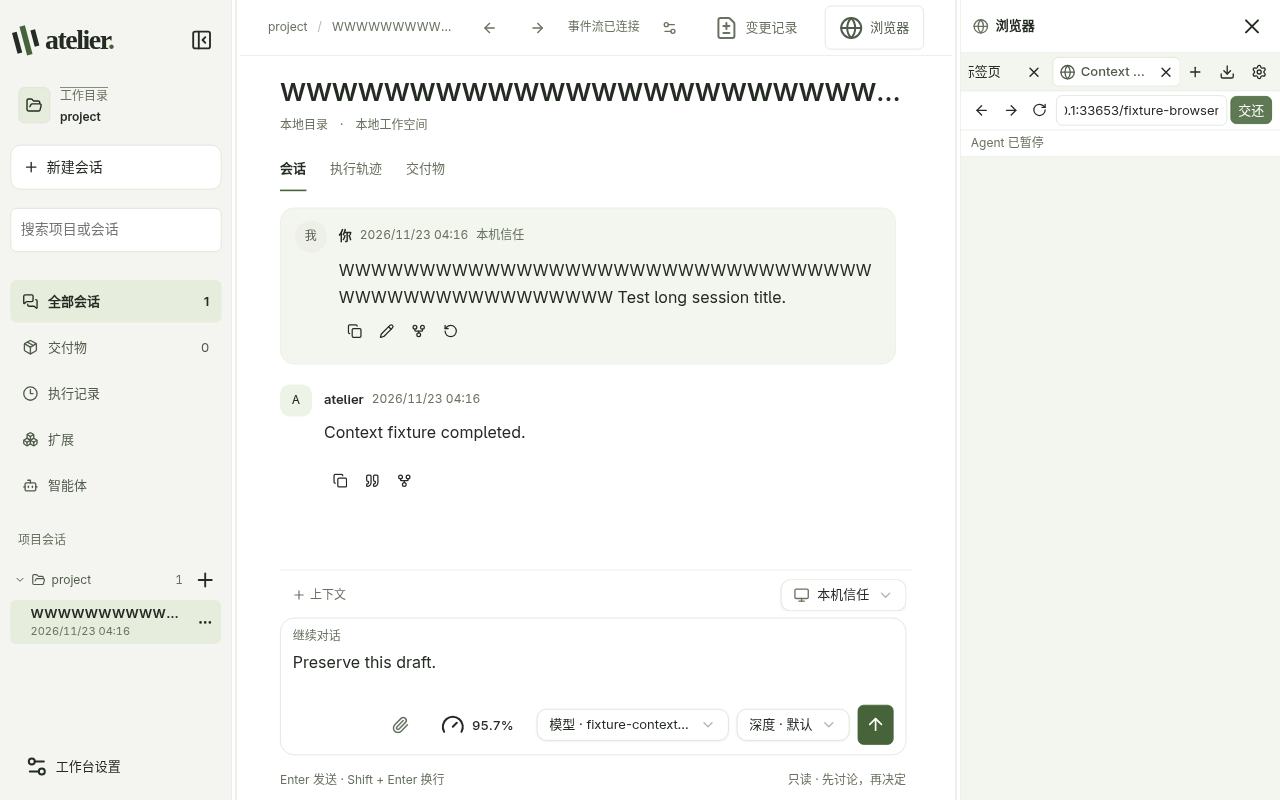 atelier.
工作目录
project
新建会话
搜索项目或会话
全部会话 1
交付物 0
执行记录
扩展
智能体
项目会话
project 1
WWWWWWWWWW...
2026/11/23 04:16
工作台设置
project / WWWWWWWWW...
事件流已连接
变更记录
浏览器
WWWWWWWWWWWWWWWWWWWWWWW...
本地目录 · 本地工作空间
会话 执行轨迹 交付物
我 你 2026/11/23 04:16 本机信任
WWWWWWWWWWWWWWWWWWWWWWWWWWWWWWWWW
WWWWWWWWWWWWWWWWW Test long session title.
A atelier 2026/11/23 04:16
Context fixture completed.
上下文
本机信任
继续对话
Preserve this draft.
95.7%
模型 · fixture-context...
深度 · 默认
Enter 发送 · Shift + Enter 换行
只读 · 先讨论，再决定
浏览器
标签页
Context ...
.1:33653/fixture-browser
交还
Agent 已暂停